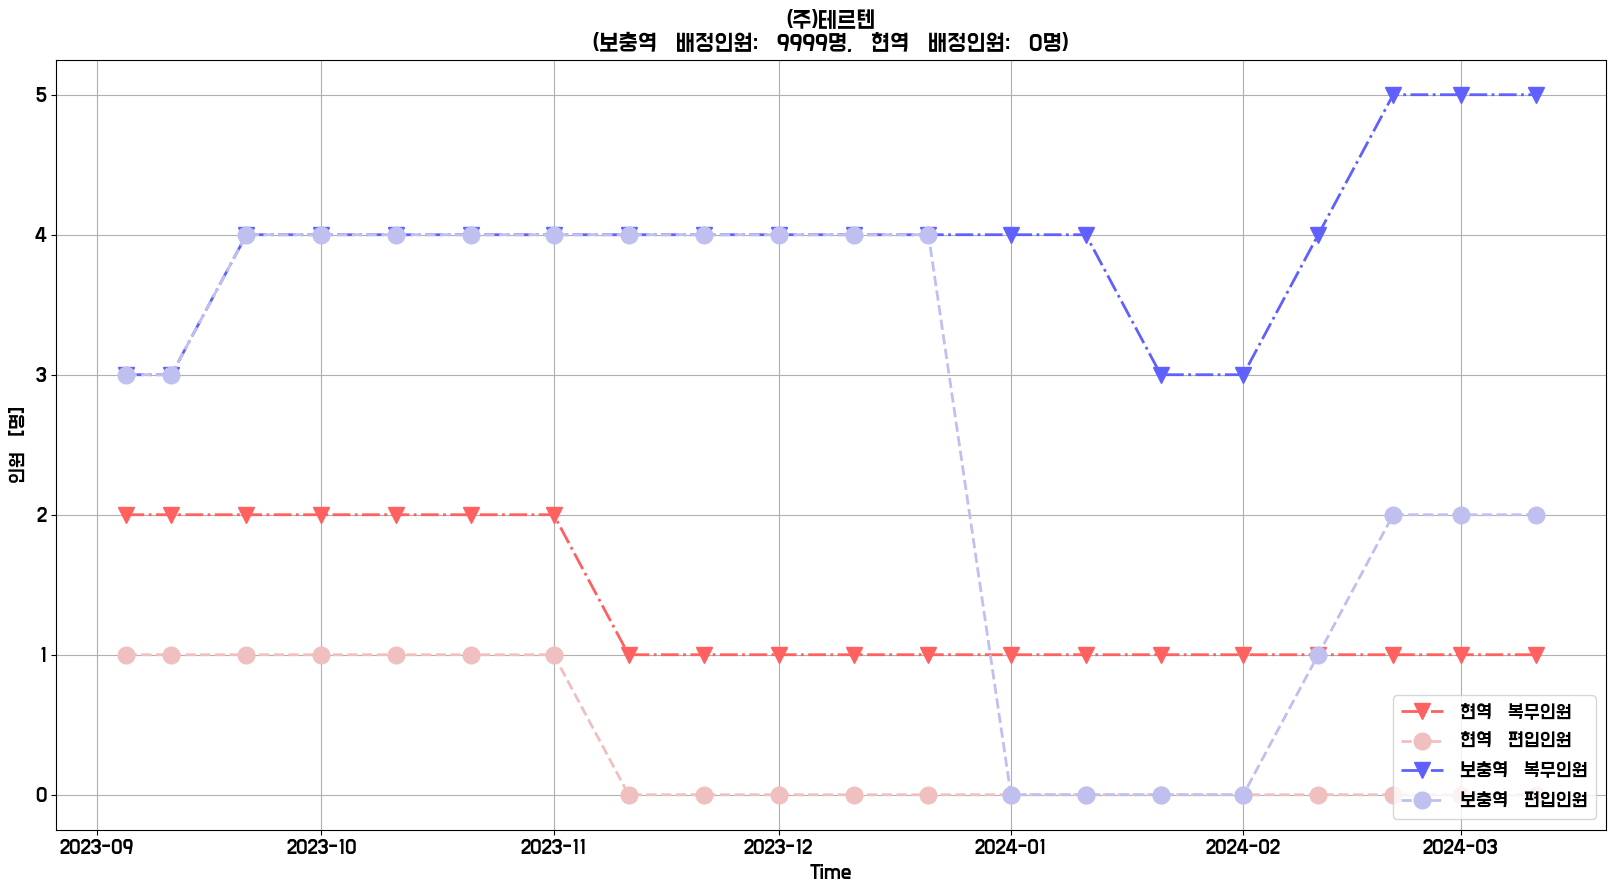 (주)테르텐
(보충역 배정인원: 9999명, 현역 배정인원: 0명)
인원 [명]
5
4
3
2
1
0
2023-09 2023-10 2023-11 2023-12 2024-01 2024-02 2024-03
Time
현역 복무인원
현역 편입인원
보충역 복무인원
보충역 편입인원